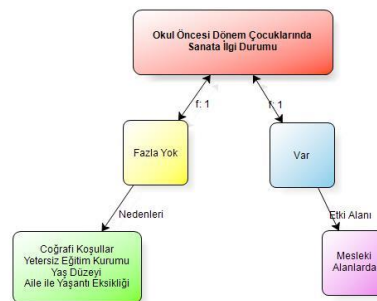 Okul Öncesi Dönem Çocuklarında
Sanata İlgi Durumu
f: 1
f: 1
Fazla Yok
Var
Nedenleri
Etki Alanı
Coğrafi Koşullar
Yetersiz Eğitim Kurumu
Yaş Düzeyi
Aile ile Yaşantı Eksikliği
Mesleki
Alanlarda